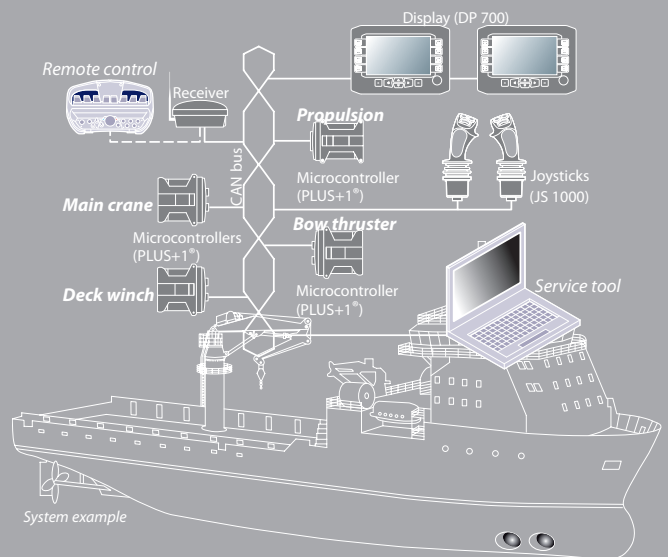 Display (DP 700)
Remote control
Receiver
Propulsion
CAN bus
Microcontroller
(PLUS+1®)
Joysticks
(JS 1000)
Main crane
Microcontrollers
(PLUS+1®)
Bow thruster
Deck winch
Microcontroller
(PLUS+1®)
Service tool
System example